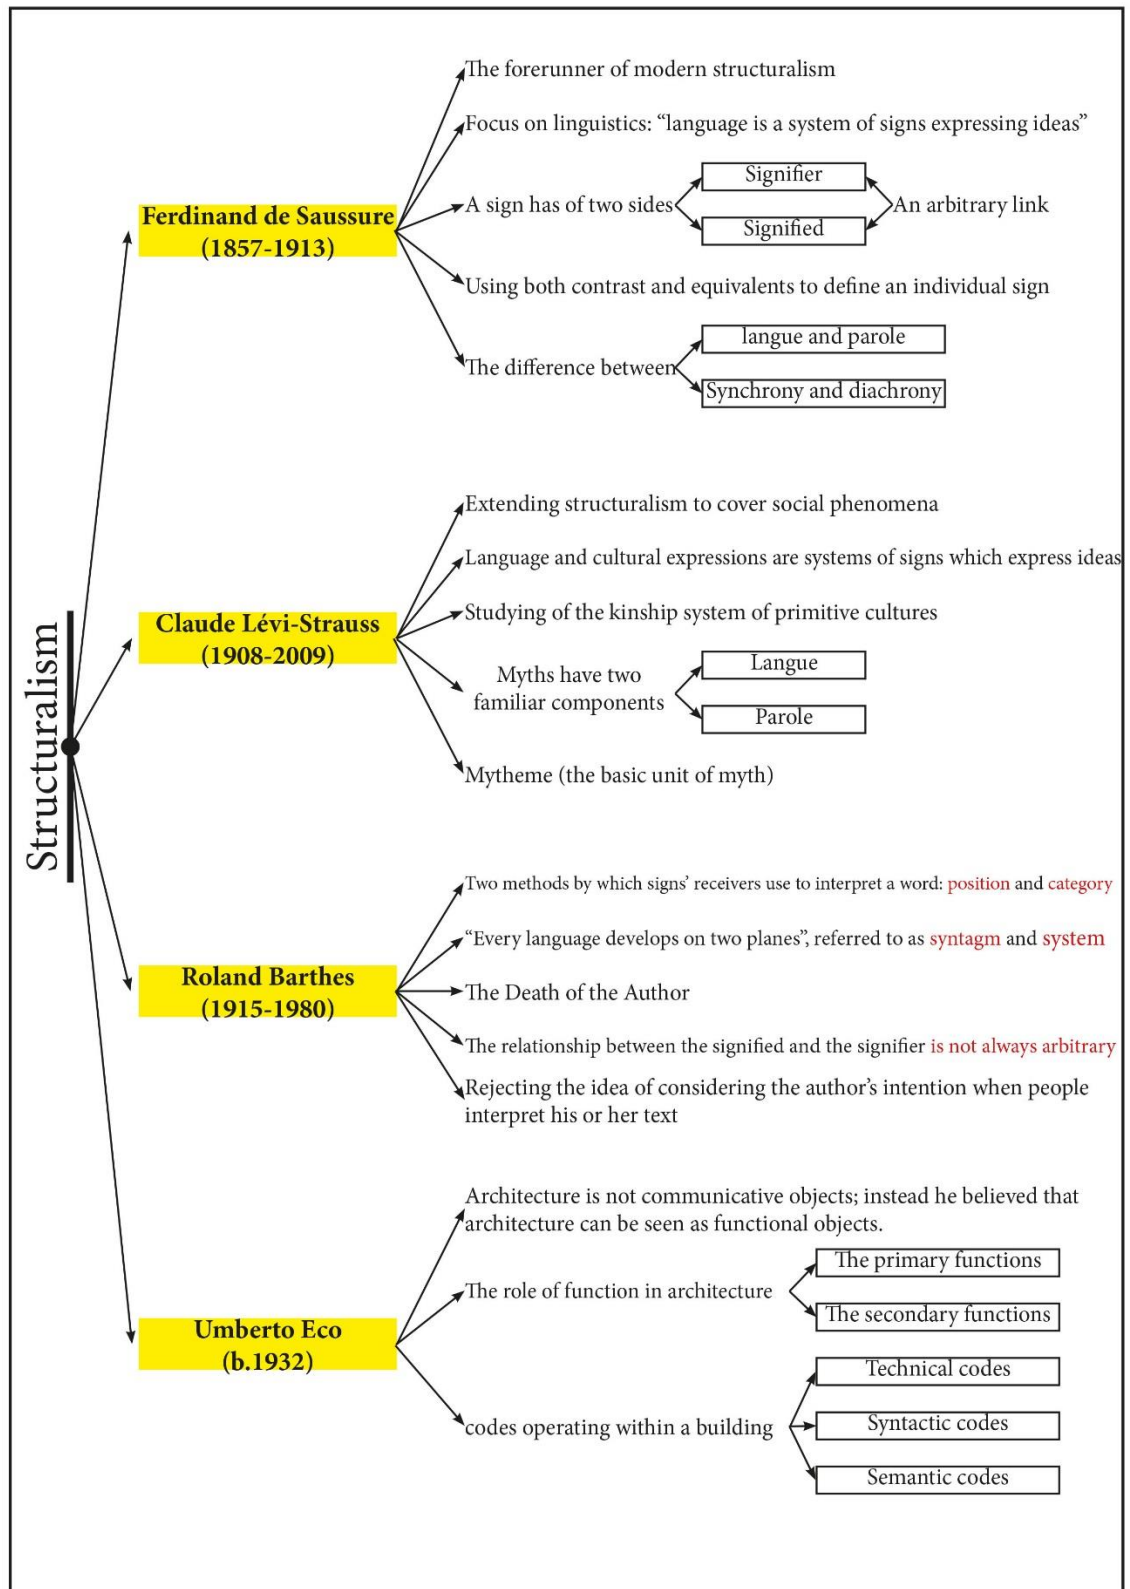 Structuralism
Ferdinand de Saussure
(1857-1913)
The forerunner of modern structuralism
Focus on linguistics: “language is a system of signs expressing ideas”
A sign has of two sides
Signifier
Signified
An arbitrary link
Using both contrast and equivalents to define an individual sign
The difference between
langue and parole
Synchrony and diachrony
Claude Lévi-Strauss
(1908-2009)
Extending structuralism to cover social phenomena
Language and cultural expressions are systems of signs which express ideas
Studying of the kinship system of primitive cultures
Myths have two
familiar components
Langue
Parole
Mytheme (the basic unit of myth)
Roland Barthes
(1915-1980)
Two methods by which signs’ receivers use to interpret a word: position and category
“Every language develops on two planes”, referred to as syntagm and system
The Death of the Author
The relationship between the signified and the signifier is not always arbitrary
Rejecting the idea of considering the author’s intention when people
interpret his or her text
Umberto Eco
(b.1932)
Architecture is not communicative objects; instead he believed that
architecture can be seen as functional objects.
The role of function in architecture
The primary functions
The secondary functions
codes operating within a building
Technical codes
Syntactic codes
Semantic codes